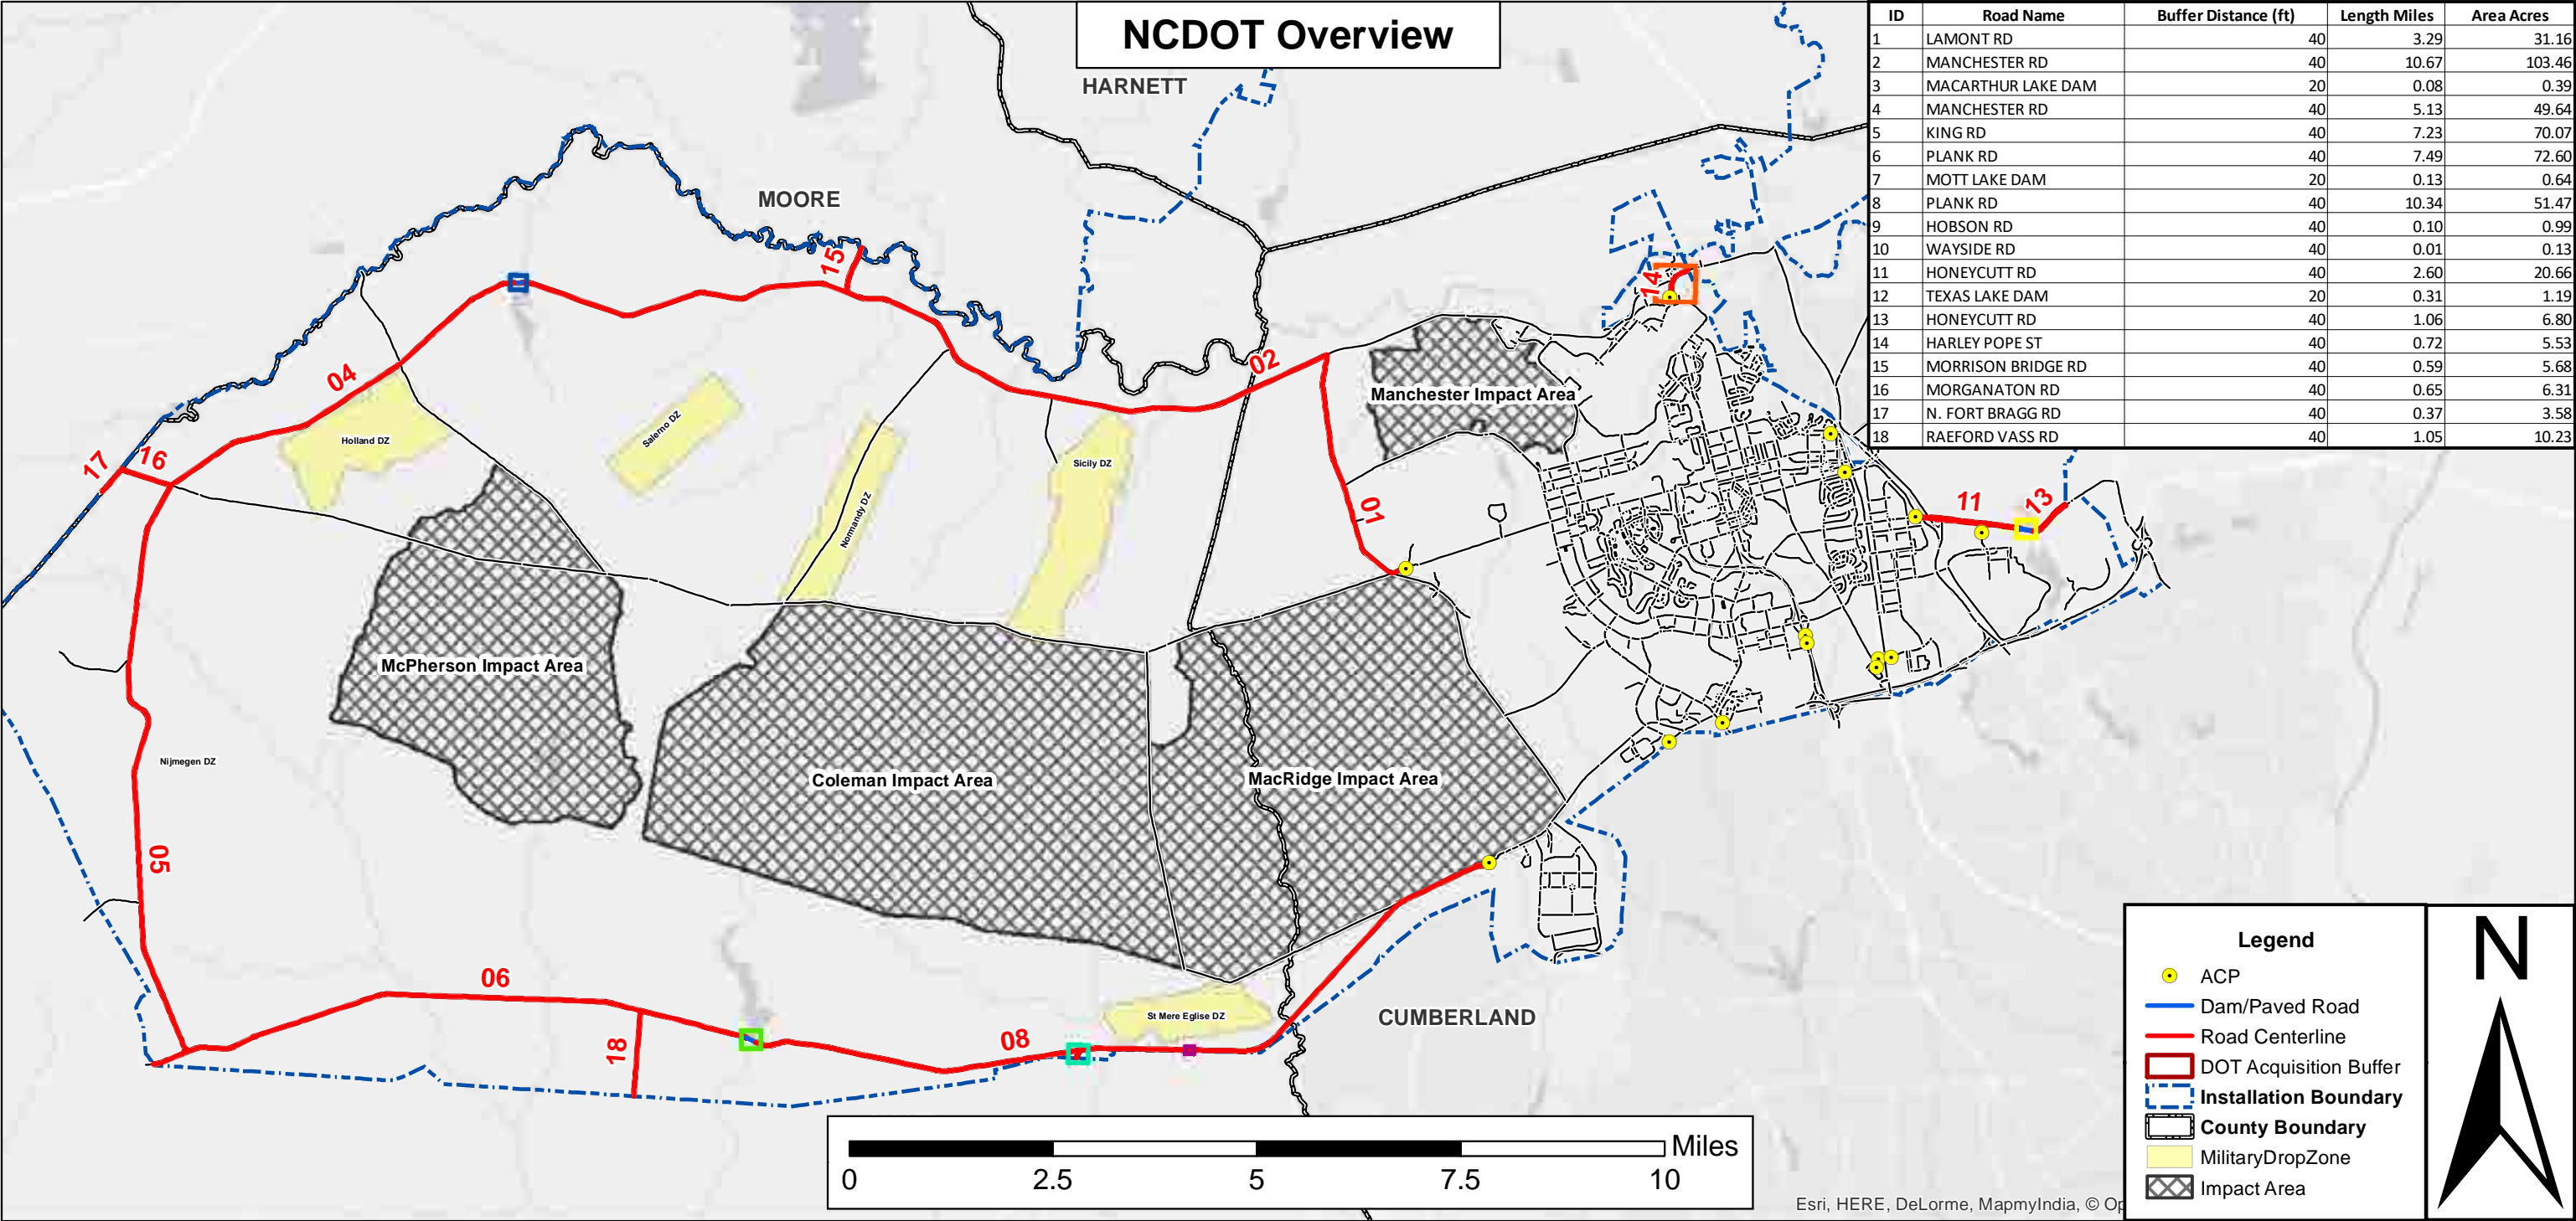 NCDOT Overview
ID Road Name Buffer Distance (ft) Length Miles Area Acres
1 LAMONT RD 40 3.29 31.16
2 MANCHESTER RD 40 10.67 103.46
3 MACARTHUR LAKE DAM 20 0.08 0.39
4 MANCHESTER RD 40 5.13 49.64
5 KING RD 40 7.23 70.07
6 PLANK RD 40 7.49 72.60
7 MOTT LAKE DAM 20 0.13 0.64
8 PLANK RD 40 10.34 51.47
9 HOBSON RD 40 0.10 0.99
10 WAYSIDE RD 40 0.01 0.13
11 HONEYCUTT RD 40 2.60 20.66
12 TEXAS LAKE DAM 20 0.31 1.19
13 HONEYCUTT RD 40 1.06 6.80
14 HARLEY POPE ST 40 0.72 5.53
15 MORRISON BRIDGE RD 40 0.59 5.68
16 MORGANATON RD 40 0.65 6.31
17 N. FORT BRAGG RD 40 0.37 3.58
18 RAEFORD VASS RD 40 1.05 10.23
HARNETT
MOORE
15
14
02
04
Manchester Impact Area
Holland DZ
Salerno DZ
Sicily DZ
17
16
Normandy DZ
01
11
13
McPherson Impact Area
Nijmegen DZ
Coleman Impact Area
MacRidge Impact Area
05
06
St Mere Eglise DZ
CUMBERLAND
08
18
Miles
0 2.5 5 7.5 10
Esri, HERE, DeLorme, MapmyIndia, © Op
Legend
ACP
Dam/Paved Road
Road Centerline
DOT Acquisition Buffer
Installation Boundary
County Boundary
MilitaryDropZone
Impact Area
N